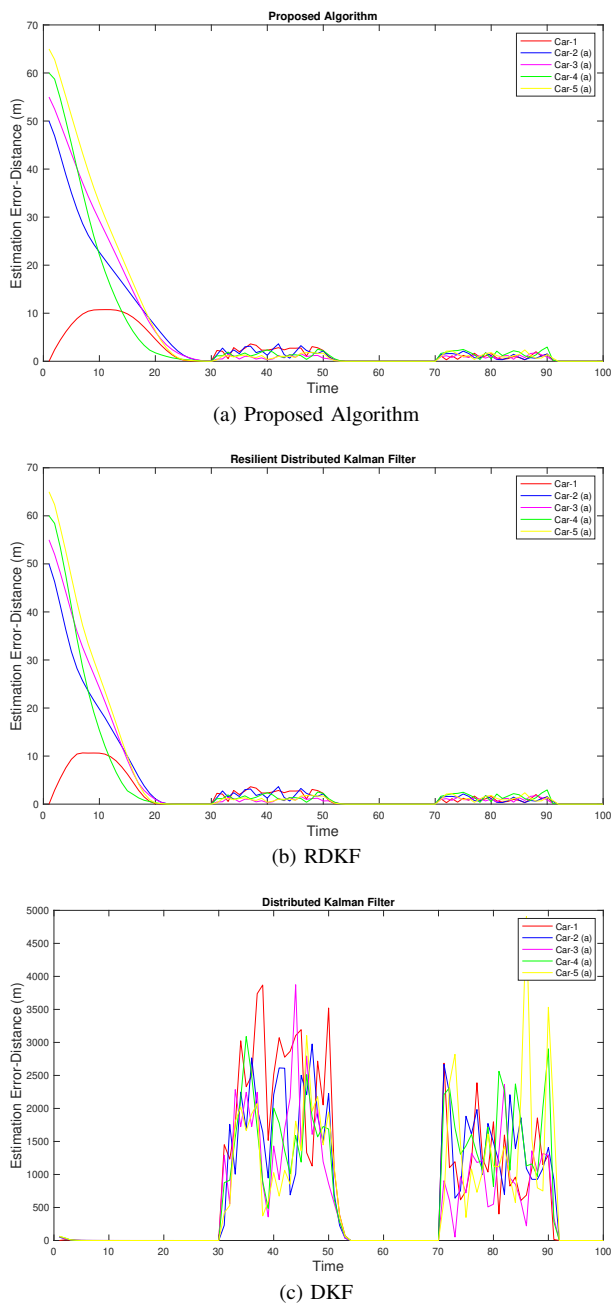 Proposed Algorithm
70
60
50
40
30
20
10
0
Estimation Error-Distance (m)
Car-1
Car-2 (a)
Car-3 (a)
Car-4 (a)
Car-5 (a)
0 10 20 30 40 50 60 70 80 90 100
Time
(a) Proposed Algorithm
Resilient Distributed Kalman Filter
70
60
50
40
30
20
10
0
Estimation Error-Distance (m)
Car-1
Car-2 (a)
Car-3 (a)
Car-4 (a)
Car-5 (a)
0 10 20 30 40 50 60 70 80 90 100
Time
(b) RDKF
Distributed Kalman Filter
5000
4500
4000
3500
3000
2500
2000
1500
1000
500
0
Estimation Error-Distance (m)
Car-1
Car-2 (a)
Car-3 (a)
Car-4 (a)
Car-5 (a)
0 10 20 30 40 50 60 70 80 90 100
Time
(c) DKF